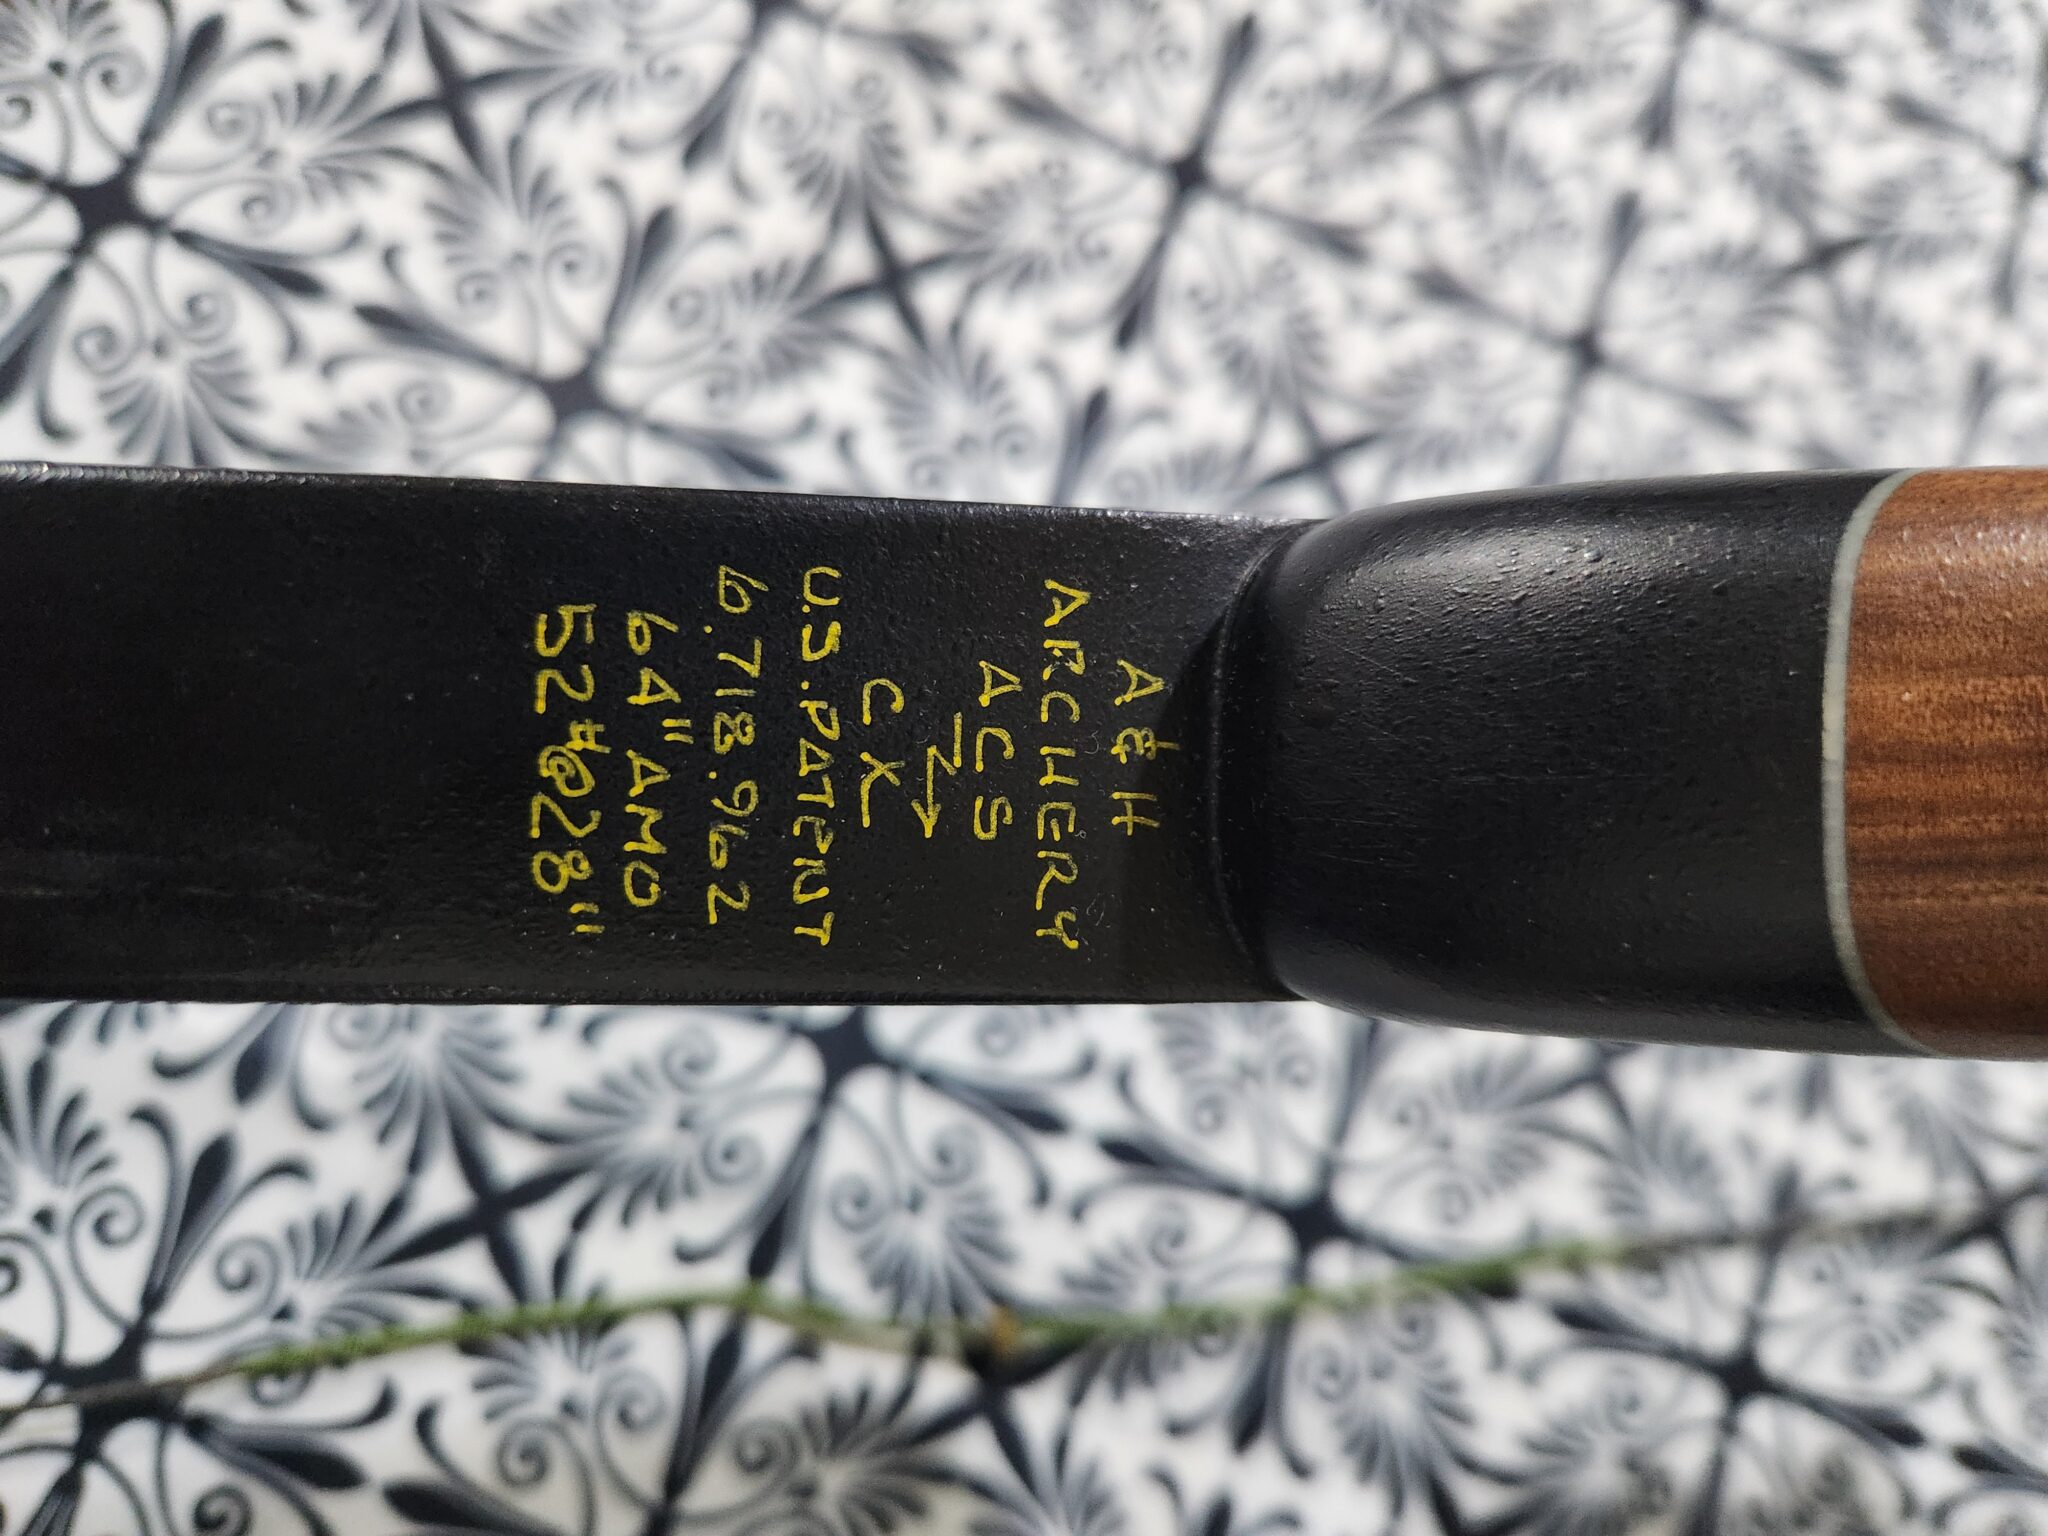 A&H
ARCHERY
ACS
CX
U.S. PATENT
6.718.962
64" AMO
52#@28"